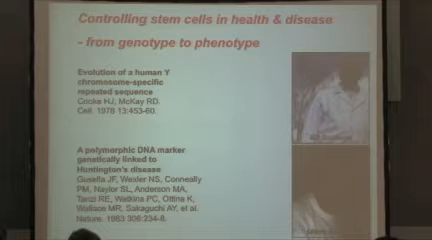 Controlling stem cells in health & disease
- from genotype to phenotype
Evolution of a human Y
chromosome-specific
repeated sequence
Cooke HJ, McKay RD.
Cell. 1978 13:453-60.
A polymorphic DNA marker
genetically linked to
Huntington's disease
Gusella JF, Wexler NS, Conneally
PM, Naylor SL, Anderson MA,
Tanzi RE, Watkins PC, Ottina K,
Wallace MR, Sakaguchi AY, et al.
Nature. 1983 306:234-8.